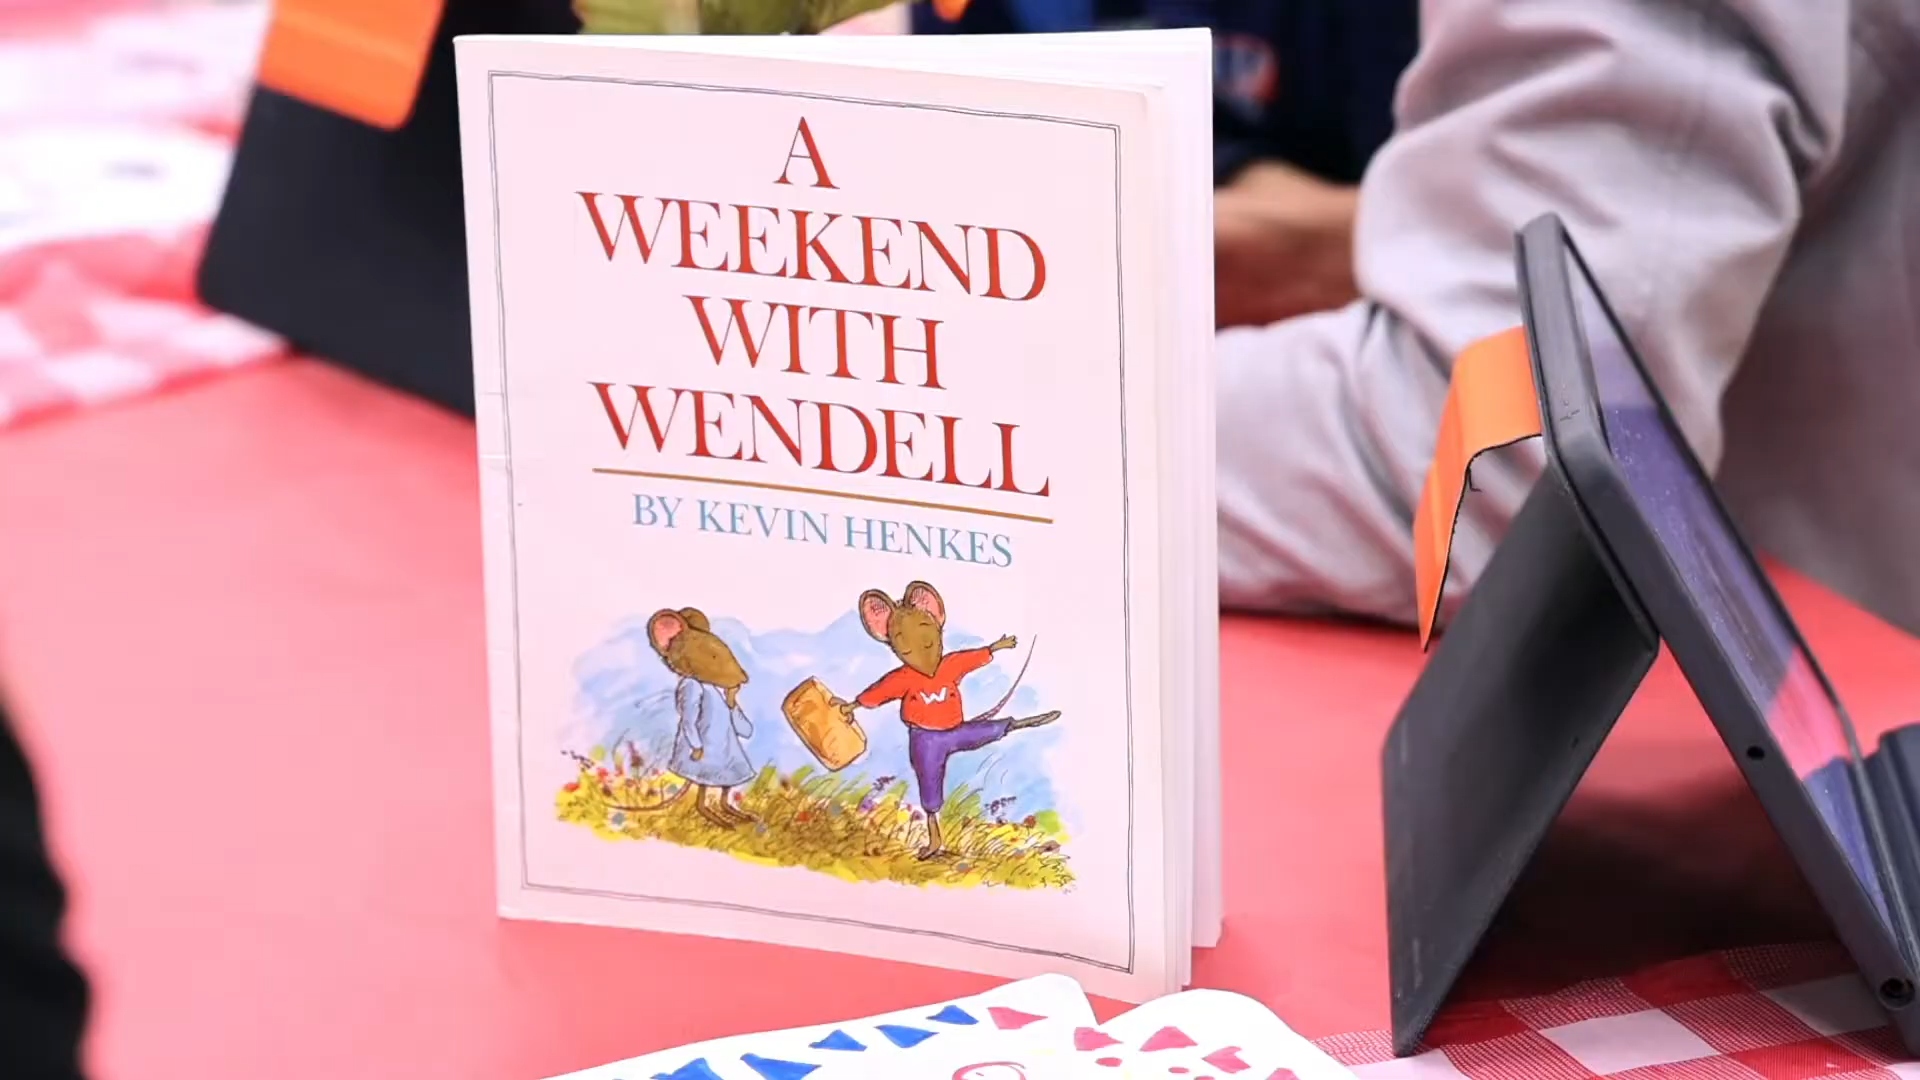 A
WEEKEND
WITH
WENDELL
BY KEVIN HENKES
W